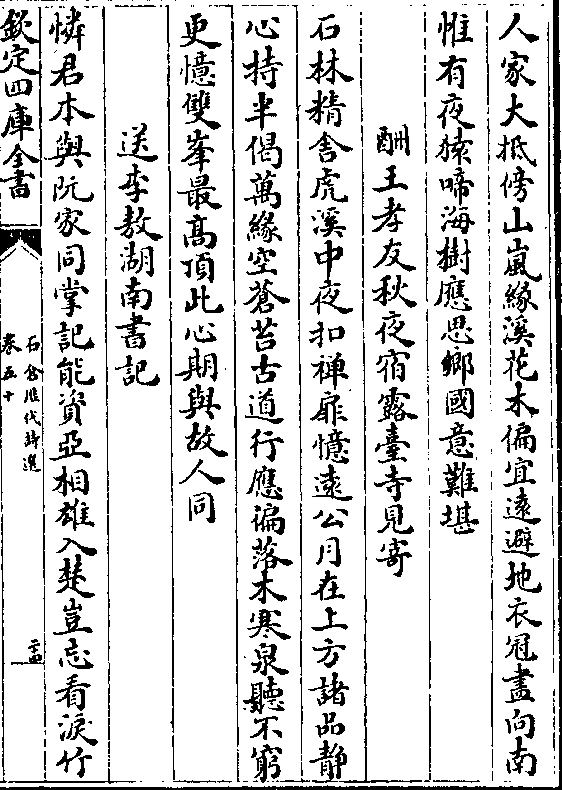 人家大抵傍山嵐緣溪花木偏宜遠避地衣冠盡向南
惟有夜猿啼海樹應思鄉國意難堪
酬王孝友秋夜宿露臺寺見寄
石林精舍虎溪中夜扣禪扉憶遠公月在上方諸品静
心持半偈萬緣空蒼苔古道行應遍落木寒泉聽不窮
更憶雙峯最高頂此心期與故人同
送李敖湖南書記
憐君本與阮家同掌記能資亞相雄入楚豈忘看淚竹
欽定四庫全書
石倉歷代詩選
卷五十
二十四